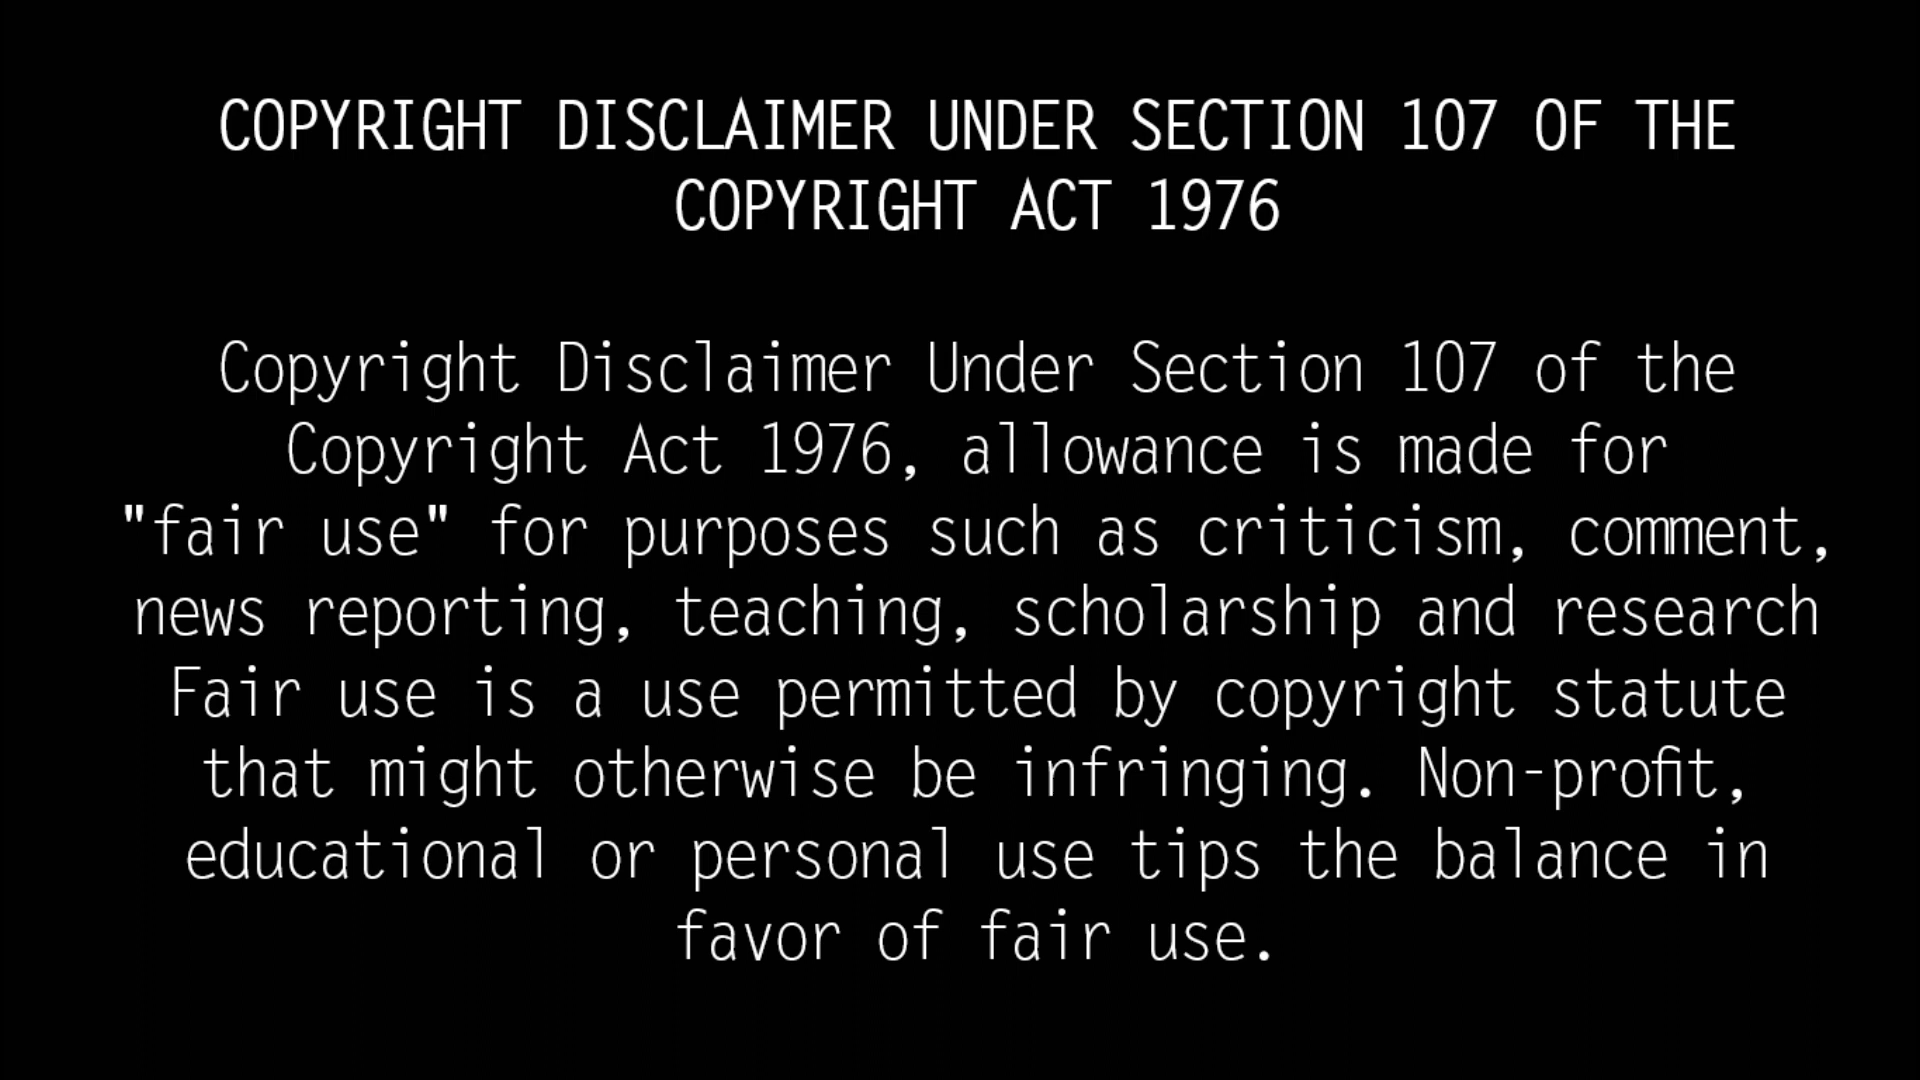 COPYRIGHT DISCLAIMER UNDER SECTION 107 OF THE
COPYRIGHT ACT 1976
Copyright Disclaimer Under Section 107 of the
Copyright Act 1976, allowance is made for
"fair use" for purposes such as criticism, comment,
news reporting, teaching, scholarship and research
Fair use is a use permitted by copyright statute
that might otherwise be infringing. Non-profit,
educational or personal use tips the balance in
favor of fair use.